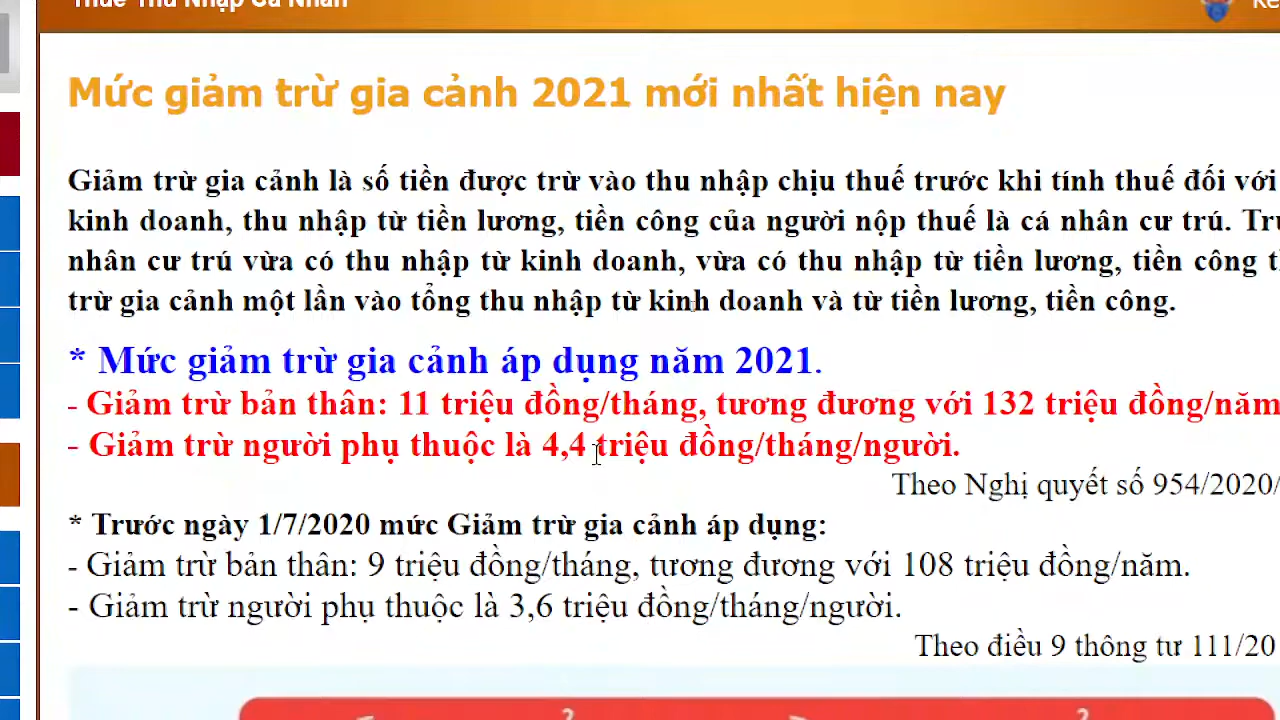 Thuế Thu Nhập Cá Nhân
Mức giảm trừ gia cảnh 2021 mới nhất hiện nay
Giảm trừ gia cảnh là số tiền được trừ vào thu nhập chịu thuế trước khi tính thuế đối với
kinh doanh, thu nhập từ tiền lương, tiền công của người nộp thuế là cá nhân cư trú.
nhân cư trú vừa có thu nhập từ kinh doanh, vừa có thu nhập từ tiền lương, tiền công
trừ gia cảnh một lần vào tổng thu nhập từ kinh doanh và từ tiền lương, tiền công.
* Mức giảm trừ gia cảnh áp dụng năm 2021.
- Giảm trừ bản thân: 11 triệu đồng/tháng, tương đương với 132 triệu đồng/năm
- Giảm trừ người phụ thuộc là 4,4 triệu đồng/tháng/người.
Theo Nghị quyết số 954/2020/
* Trước ngày 1/7/2020 mức Giảm trừ gia cảnh áp dụng:
- Giảm trừ bản thân: 9 triệu đồng/tháng, tương đương với 108 triệu đồng/năm.
- Giảm trừ người phụ thuộc là 3,6 triệu đồng/tháng/người.
Theo điều 9 thông tư 111/20